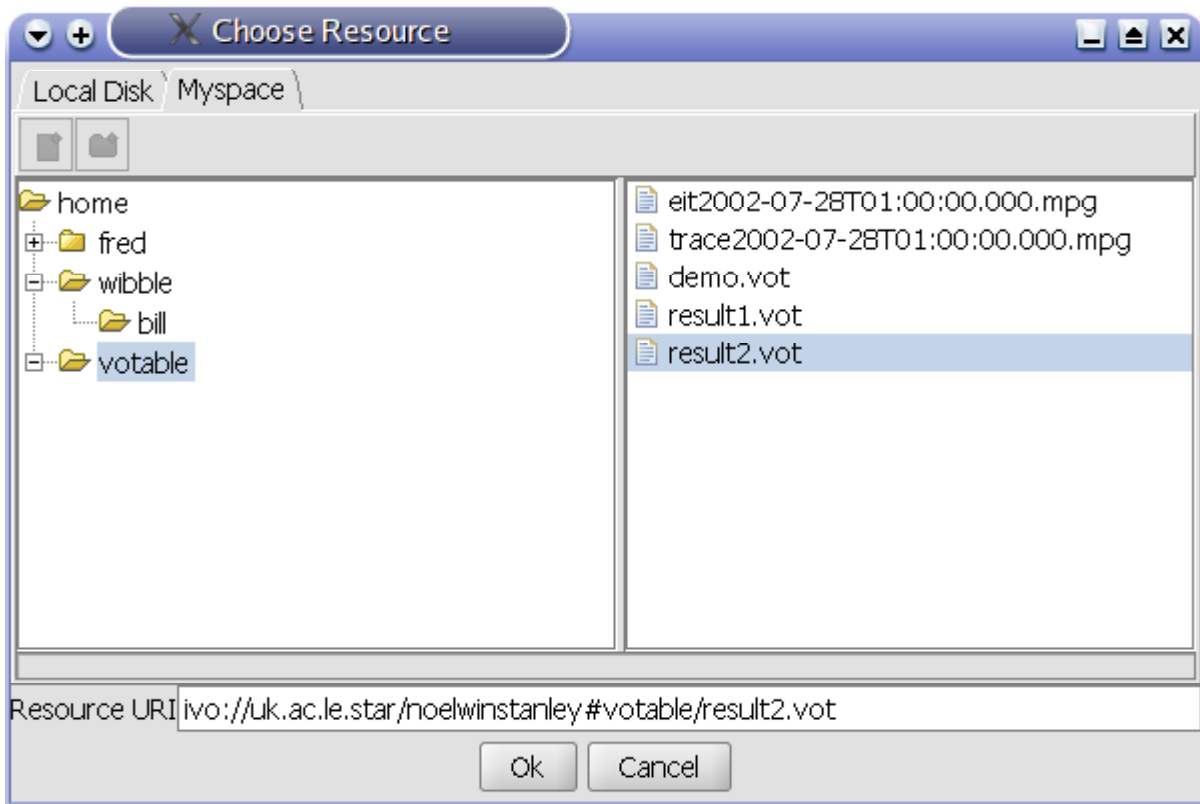 Choose Resource
Local Disk Myspace
home
fred
wibble
bill
votable
eit2002-07-28T01:00:00.000.mpg
trace2002-07-28T01:00:00.000.mpg
demo.vot
result1.vot
result2.vot
Resource URI ivo://uk.ac.le.star/noelwinstanley#votable/result2.vot
Ok Cancel